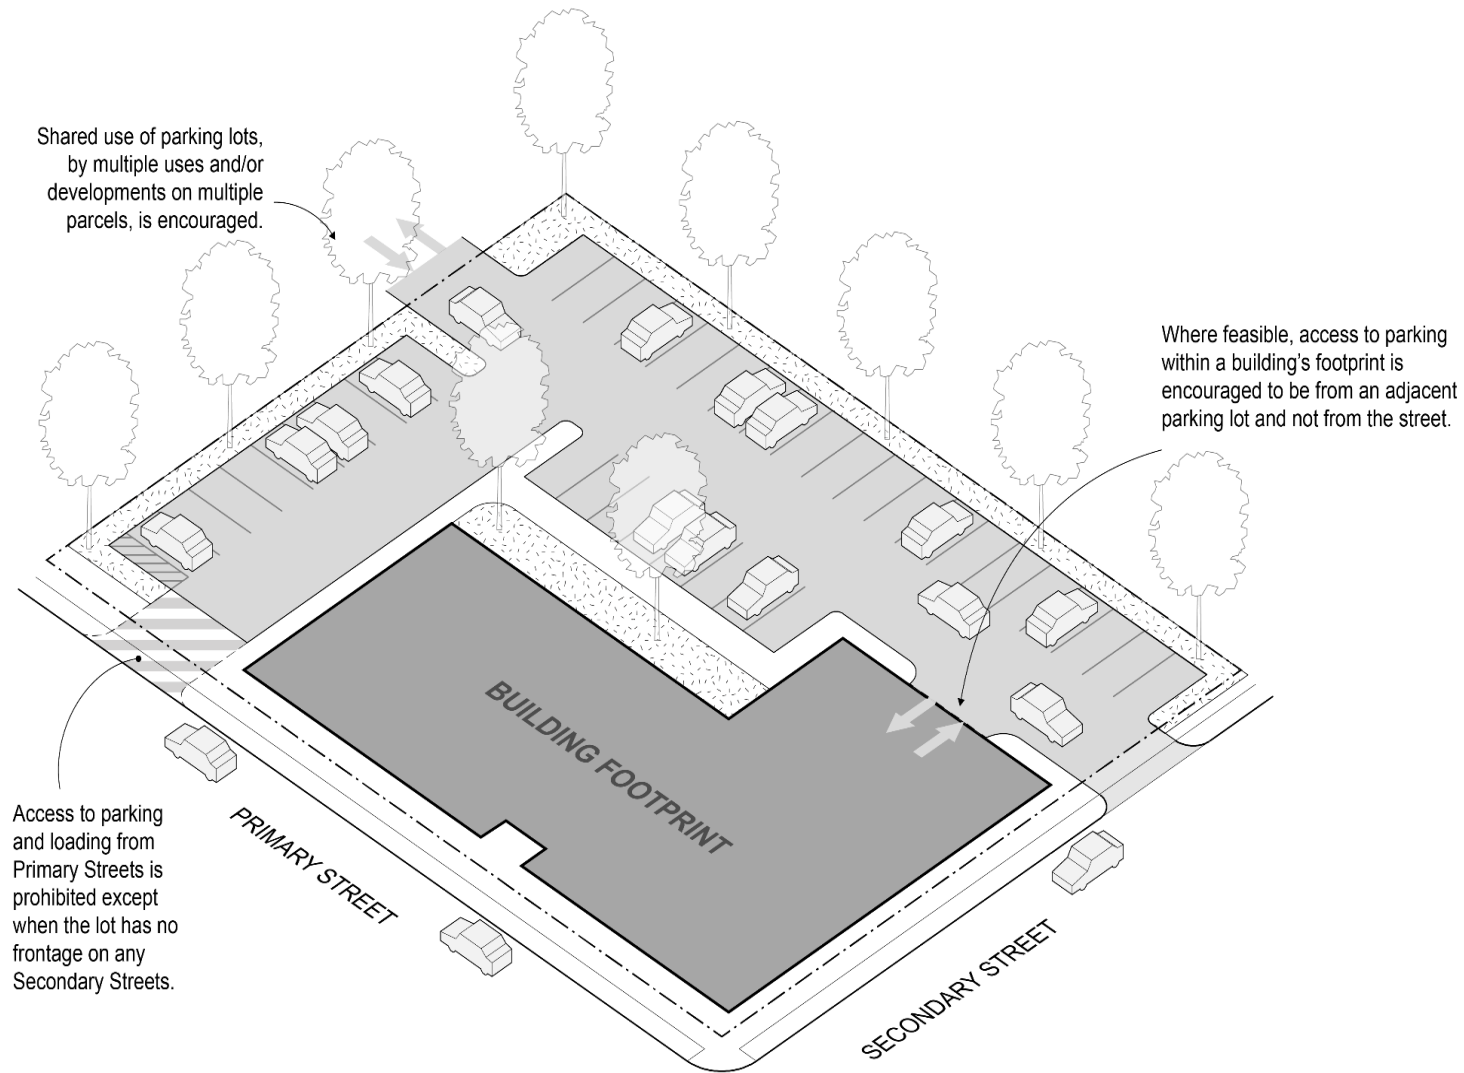 Shared use of parking lots,
by multiple uses and/or
developments on multiple
parcels, is encouraged.
Where feasible, access to parking
within a building’s footprint is
encouraged to be from an adjacent
parking lot and not from the street.
BUILDING FOOTPRINT
Access to parking
and loading from
Primary Streets is
prohibited except
when the lot has no
frontage on any
Secondary Streets.
PRIMARY STREET
SECONDARY STREET